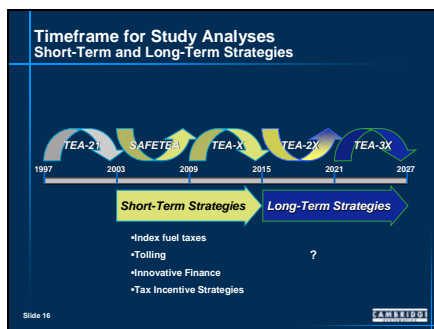 Timeframe for Study Analyses
Short-Term and Long-Term Strategies
TEA-21 SAFETEA TEA-X TEA-2X TEA-3X
1997 2003 2009 2015 2021 2027
Short-Term Strategies Long-Term Strategies
•Index fuel taxes
•Tolling ?
•Innovative Finance
•Tax Incentive Strategies
Slide 16 CAMBRIDGE